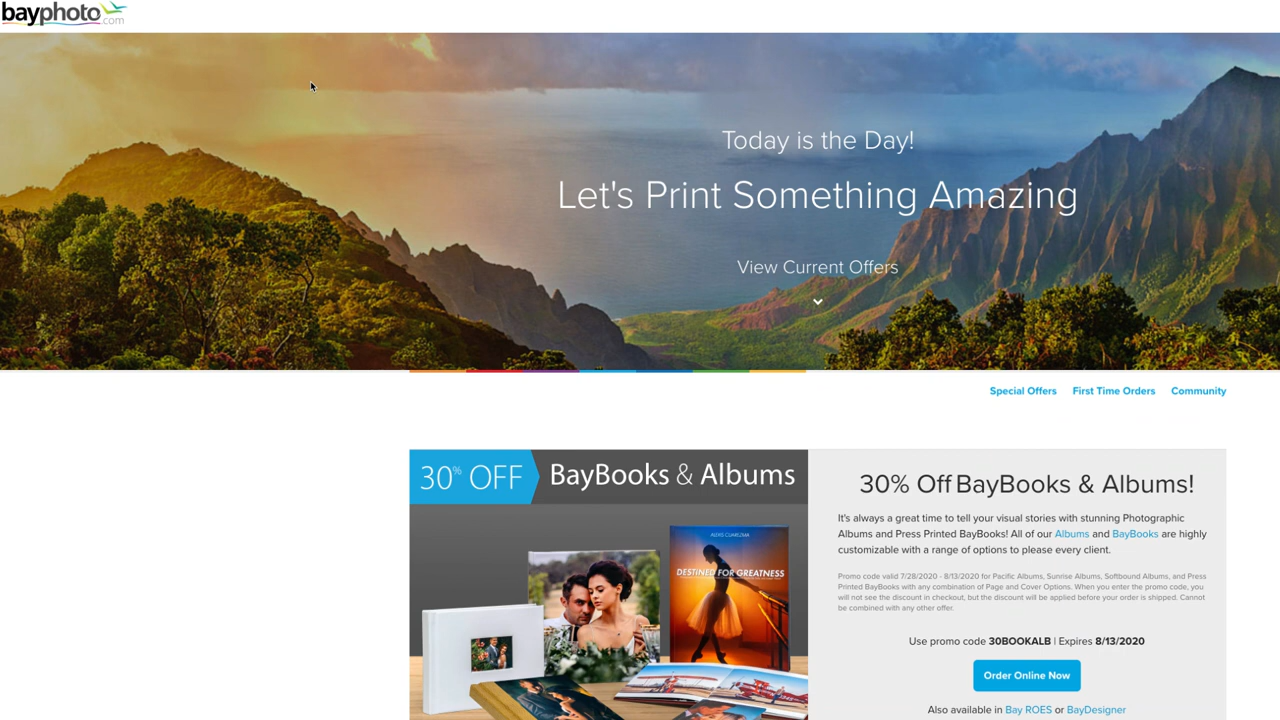 bayphoto.com
Today is the Day!
Let's Print Something Amazing
View Current Offers
Special Offers First Time Orders Community
30% OFF BayBooks & Albums
30% Off BayBooks & Albums!
It's always a great time to tell your visual stories with stunning Photographic
Albums and Press Printed BayBooks! All of our Albums and BayBooks are highly
customizable with a range of options to please every client.
Promo code valid 7/28/2020 - 8/13/2020 for Pacific Albums, Sunrise Albums, Softbound Albums, and Press
Printed BayBooks with any combination of Page and Cover Options. When you enter the promo code, you
will not see the discount in checkout, but the discount will be applied before your order is shipped. Cannot
be combined with any other offer.
Use promo code 30BOOKALB | Expires 8/13/2020
Order Online Now
Also available in Bay ROES or BayDesigner
DESTINED FOR GREATNESS